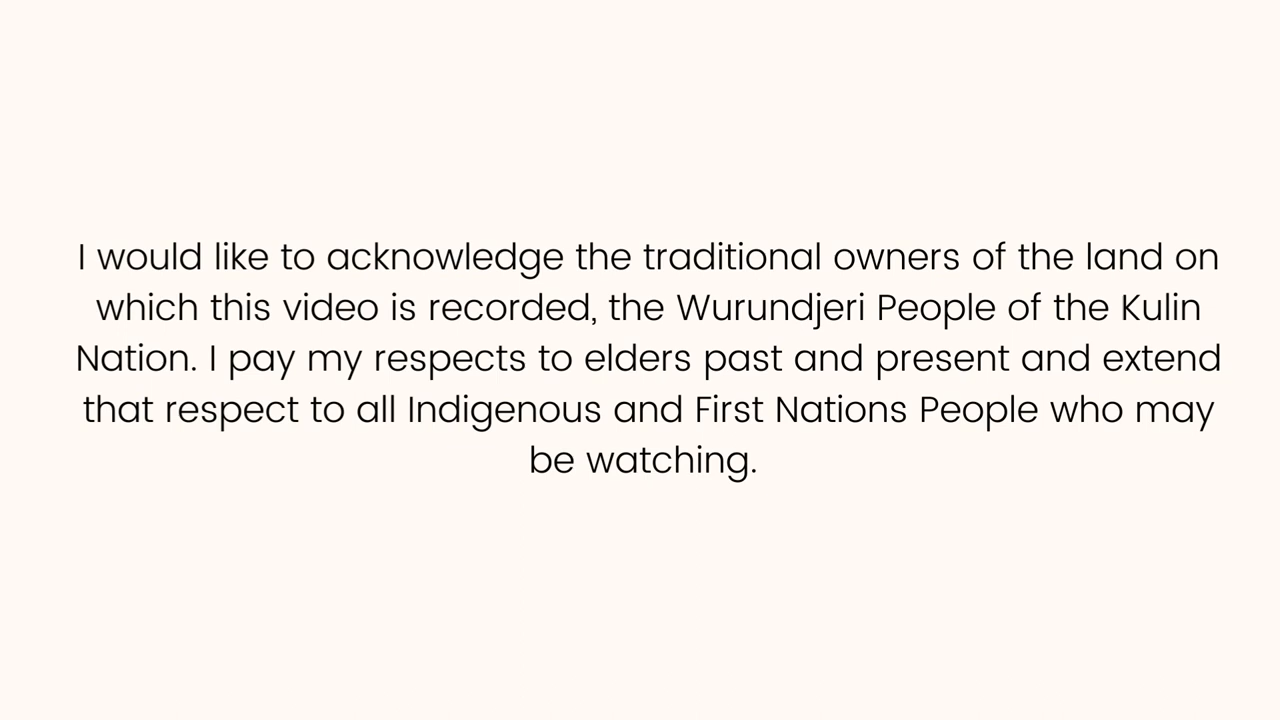 I would like to acknowledge the traditional owners of the land on
which this video is recorded, the Wurundjeri People of the Kulin
Nation. I pay my respects to elders past and present and extend
that respect to all Indigenous and First Nations People who may
be watching.